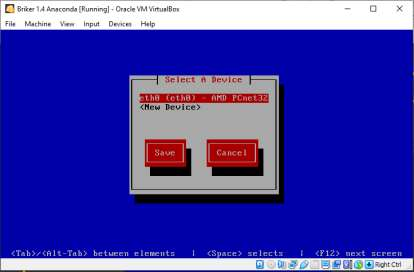 Briker 1.4 Anaconda [Running] - Oracle VM VirtualBox
File Machine View Input Devices Help
Select A Device
eth0 (eth0) - AMD PCnet32
<New Device>
Save Cancel
<Tab>/<Alt-Tab> between elements | <Space> selects | <F12> next screen
Right Ctrl